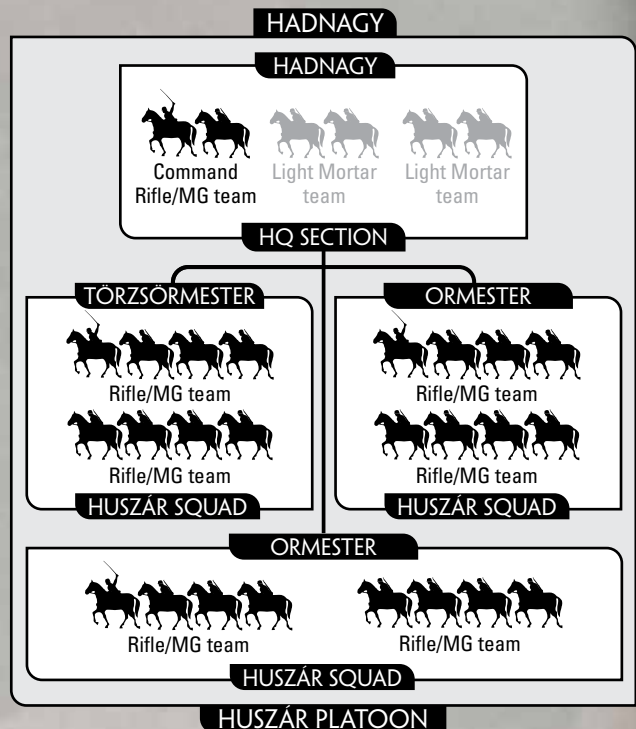 HADNAGY
HADNAGY
Command
Rifle/MG team
Light Mortar
team
Light Mortar
team
HQ SECTION
TÖRZSÖRMESTER
Rifle/MG team
Rifle/MG team
HUSZÁR SQUAD
ORMESTER
Rifle/MG team
Rifle/MG team
HUSZÁR SQUAD
ORMESTER
Rifle/MG team
Rifle/MG team
HUSZÁR SQUAD
HUSZÁR PLATOON